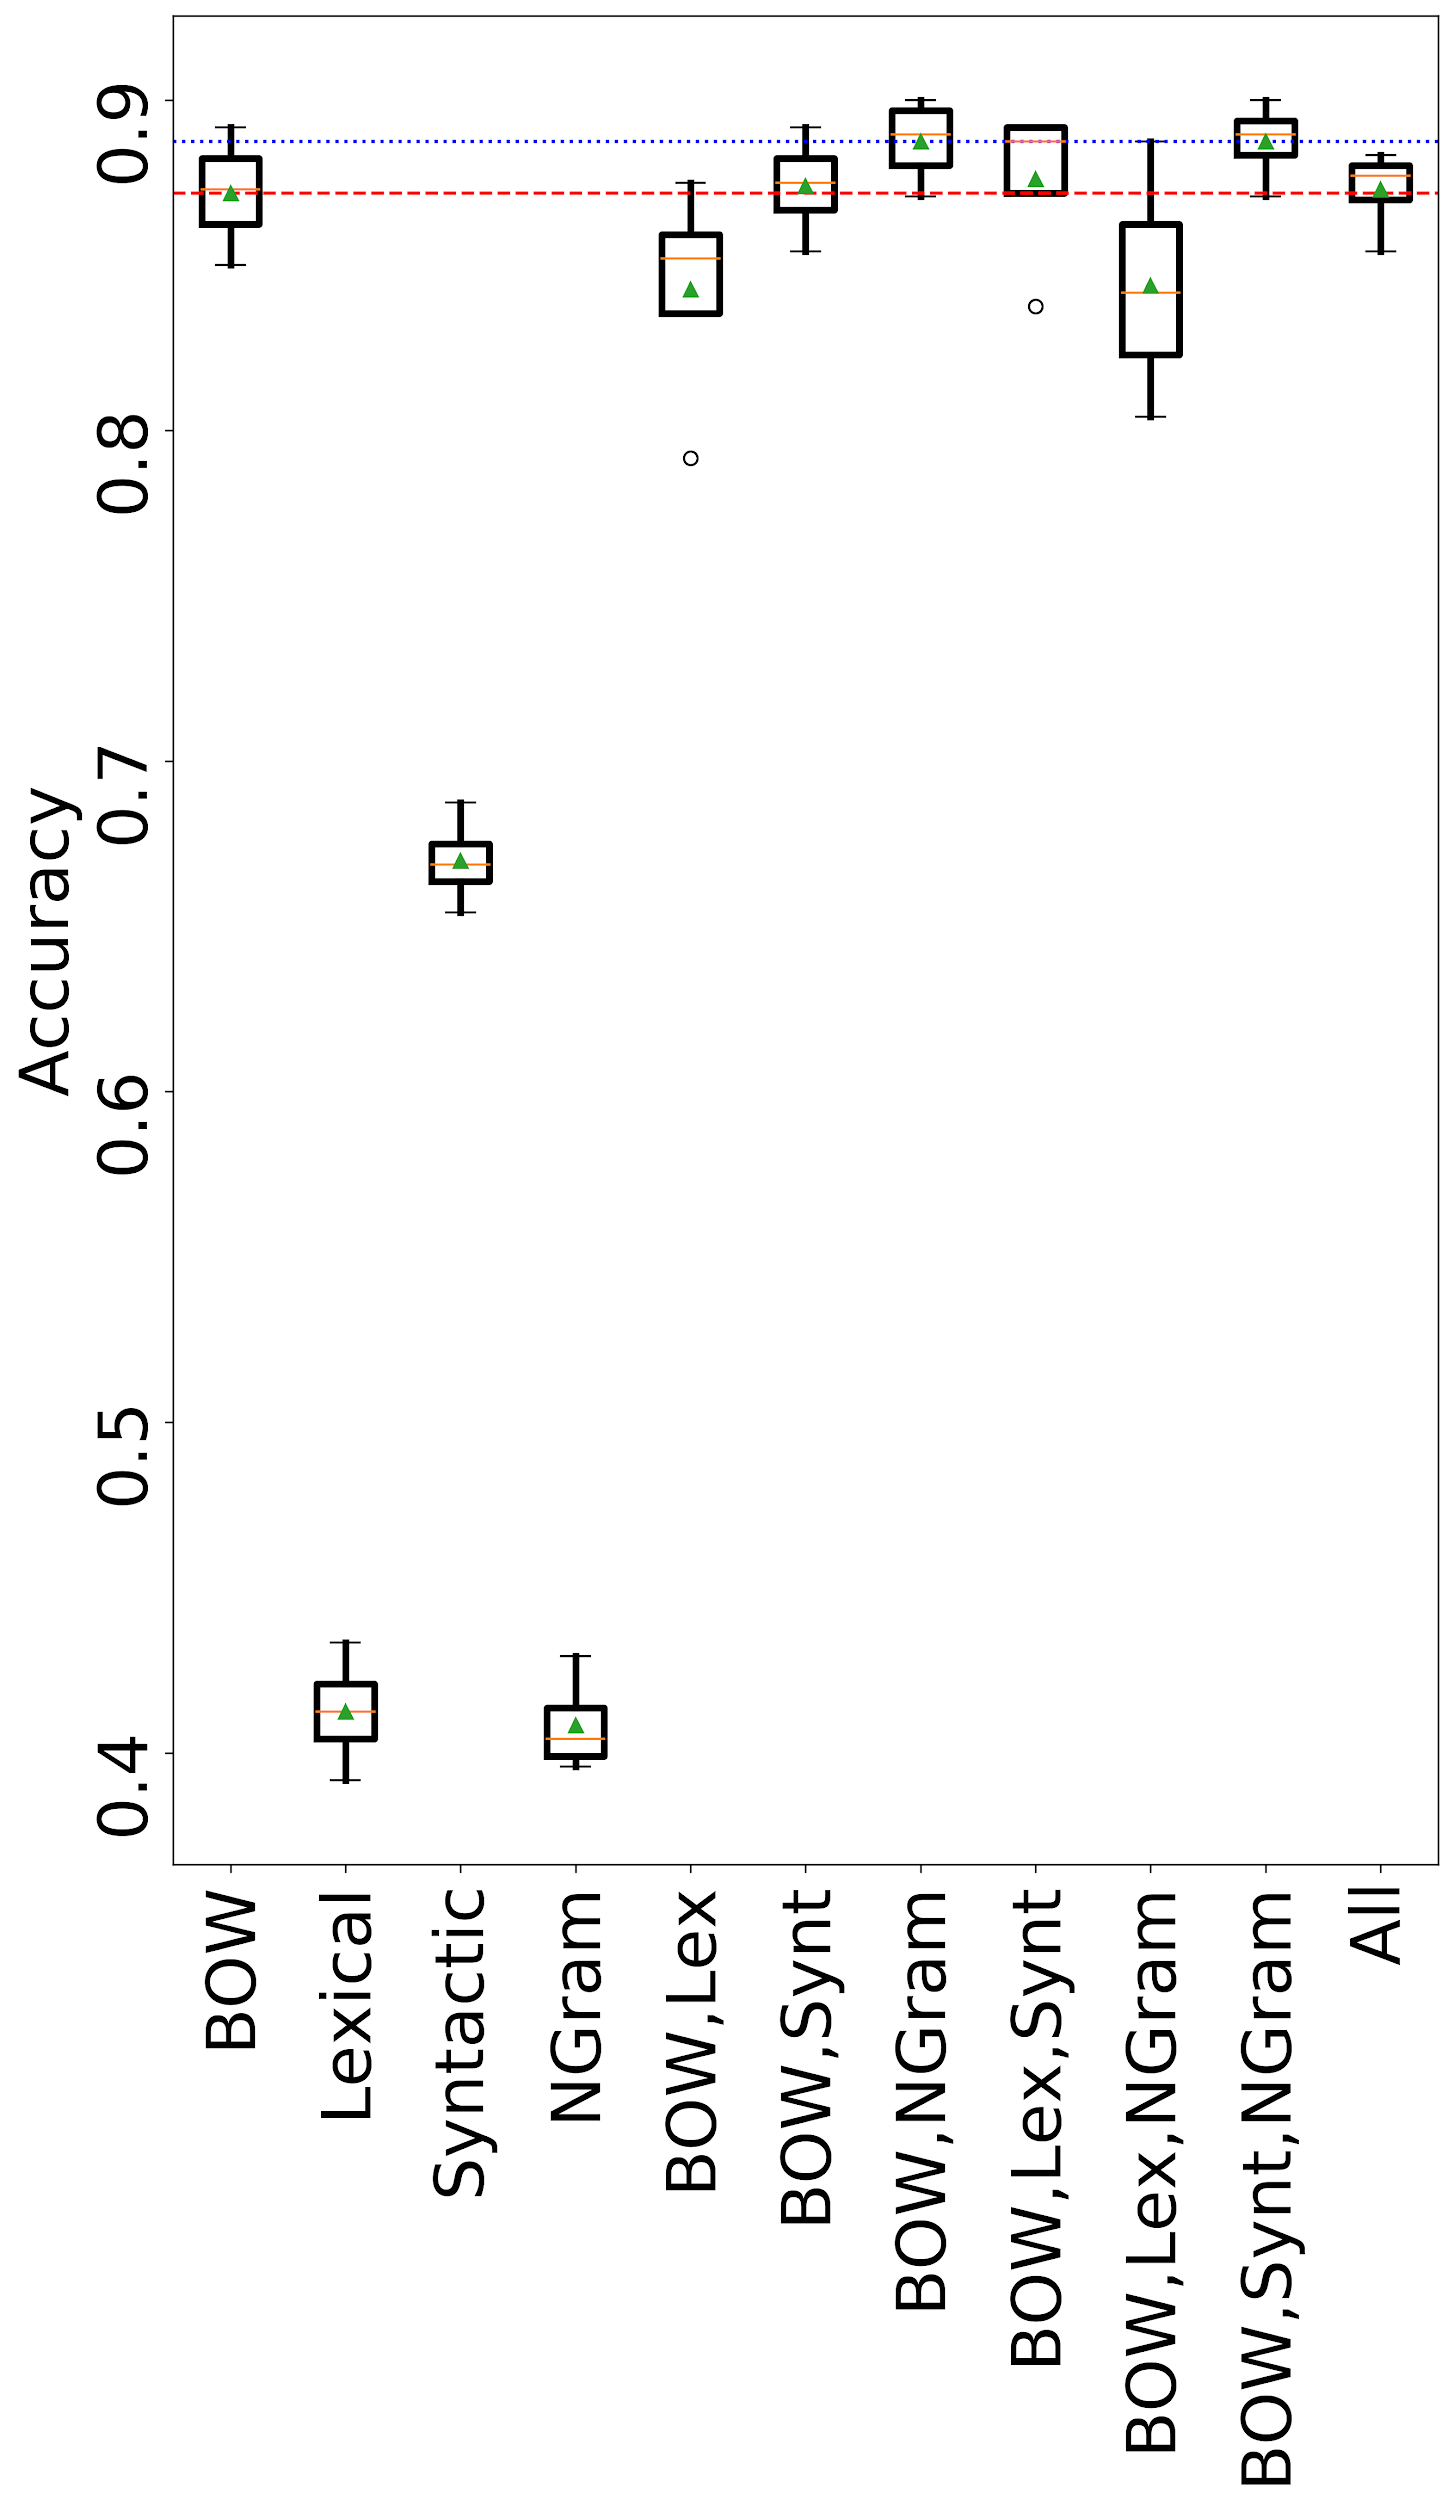 Accuracy
0.9
0.8
0.7
0.6
0.5
0.4
BOW
Lexical
Syntactic
NGram
BOW,Lex
BOW,Synt
BOW,NGram
BOW,Lex,Synt
BOW,Lex,NGram
BOW,Synt,NGram
All